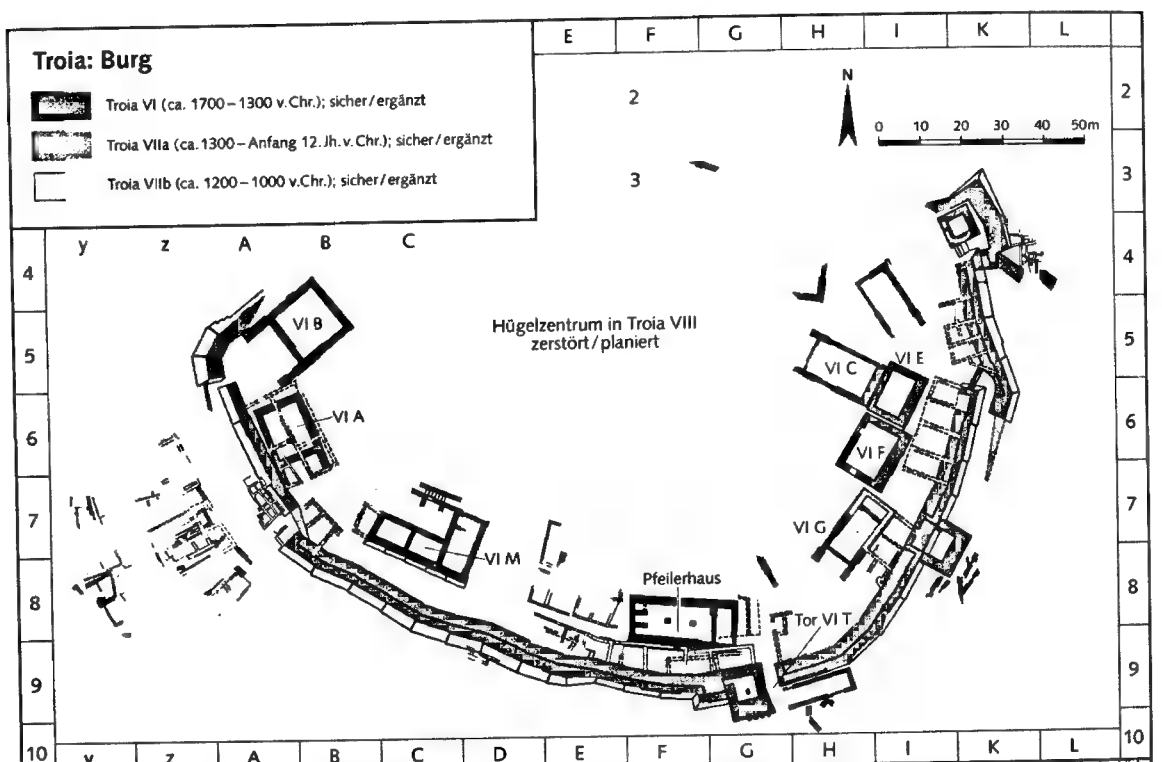 E F G H I K L
Troia: Burg
Troia VI (ca. 1700–1300 v.Chr.); sicher/ergänzt
Troia VIIa (ca. 1300–Anfang 12. Jh. v. Chr.); sicher/ergänzt
Troia VIIb (ca. 1200–1000 v.Chr.); sicher/ergänzt
N
0 10 20 30 40 50m
2 2
3 3
y z A B C
4 4
VI B
Hügelzentrum in Troia VIII
zerstört/planiert
5 5
VI C VI E
VI A
6 6
VI F
7 7
VI G
VI M
Pfeilerhaus
8 8
Tor VI T
9 9
10 y z A B C D E F G H I K L 10